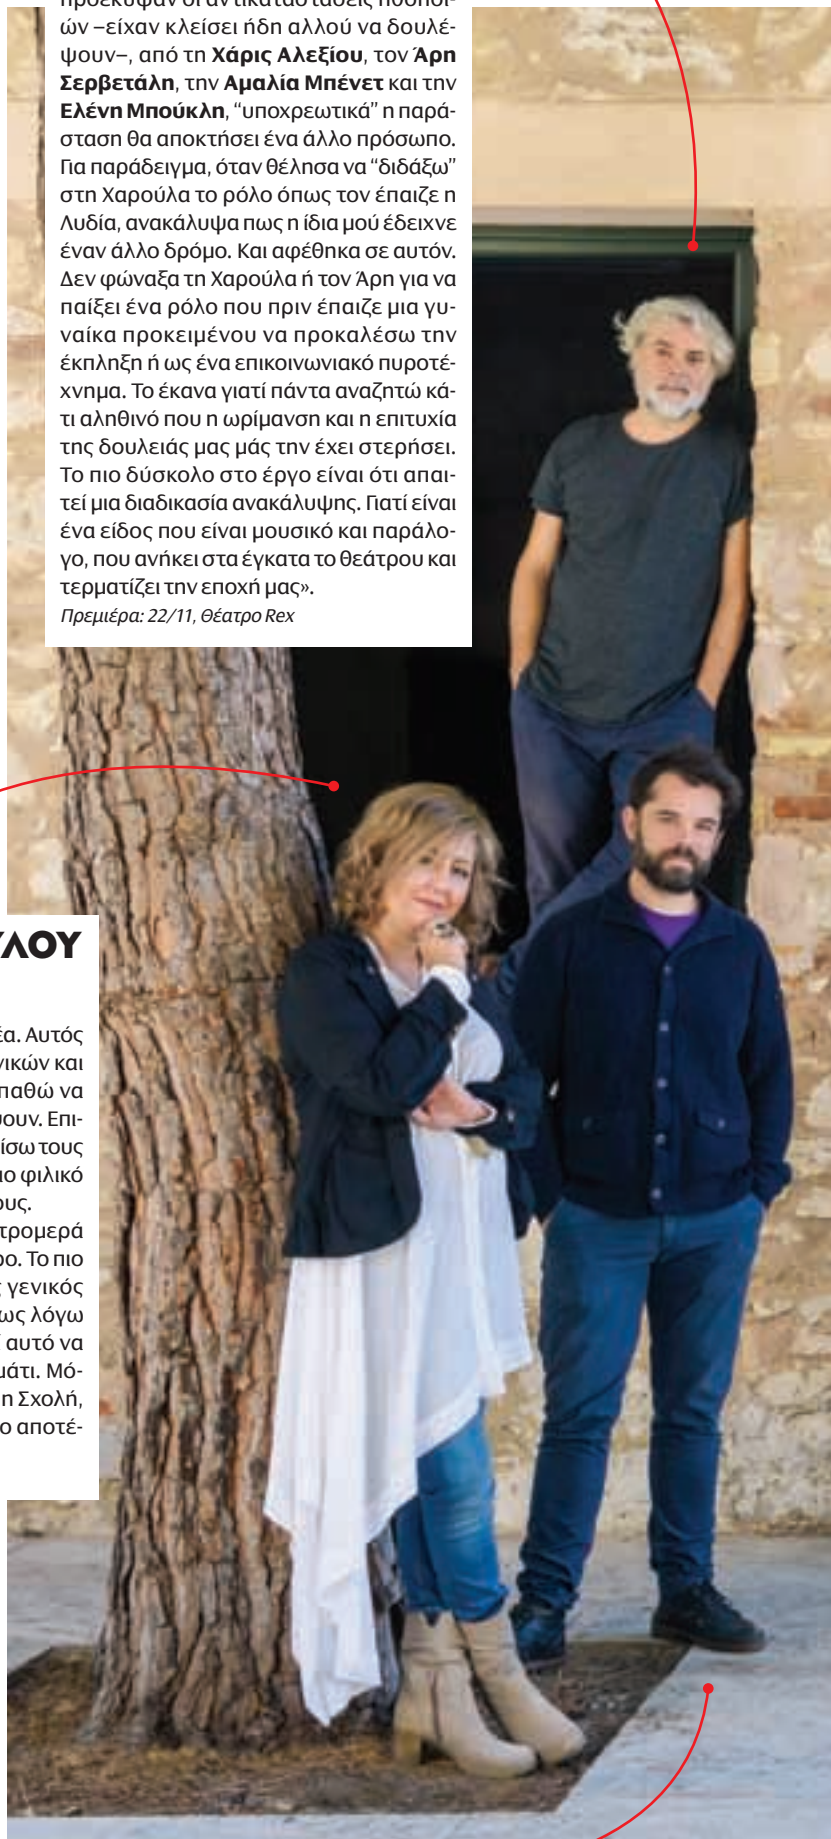 προέκυψαν οι αντικαταστάσεις ηθοποι-
ών –είχαν κλείσει ήδη αλλού να δουλέ-
ψουν–, από τη Χάρις Αλεξίου, τον Άρη
Σερβετάλη, την Αμαλία Μπένετ και την
Ελένη Μπούκλη, “υποχρεωτικά” η παρά-
σταση θα αποκτήσει ένα άλλο πρόσωπο.
Για παράδειγμα, όταν θέλησα να “διδάξω”
στη Χαρούλα το ρόλο όπως τον έπαιζε η
Λυδία, ανακάλυψα πως η ίδια μού έδειχνε
έναν άλλο δρόμο. Και αφέθηκα σε αυτόν.
Δεν φώναξα τη Χαρούλα ή τον Άρη για να
παίξει ένα ρόλο που πριν έπαιζε μια γυ-
ναίκα προκειμένου να προκαλέσω την
έκπληξη ή ως ένα επικοινωνιακό πυροτέ-
χνημα. Το έκανα γιατί πάντα αναζητώ κά-
τι αληθινό που η ωρίμανση και η επιτυχία
της δουλειάς μας μάς την έχει στερήσει.
Το πιο δύσκολο στο έργο είναι ότι απαι-
τεί μια διαδικασία ανακάλυψης. Γιατί είναι
ένα είδος που είναι μουσικό και παράλο-
γο, που ανήκει στα έγκατα το θεάτρου και
τερματίζει την εποχή μας».
Πρεμιέρα: 22/11, Θέατρο Rex
ΥΛΟΥ
έα. Αυτός
νικών και
παθώ να
ουν. Επι-
ίσω τους
ιο φιλικό
ους.
τρομερά
ρο. Το πιο
ς γενικός
ως λόγω
ί αυτό να
μάτι. Μό-
η Σχολή,
ο αποτέ-